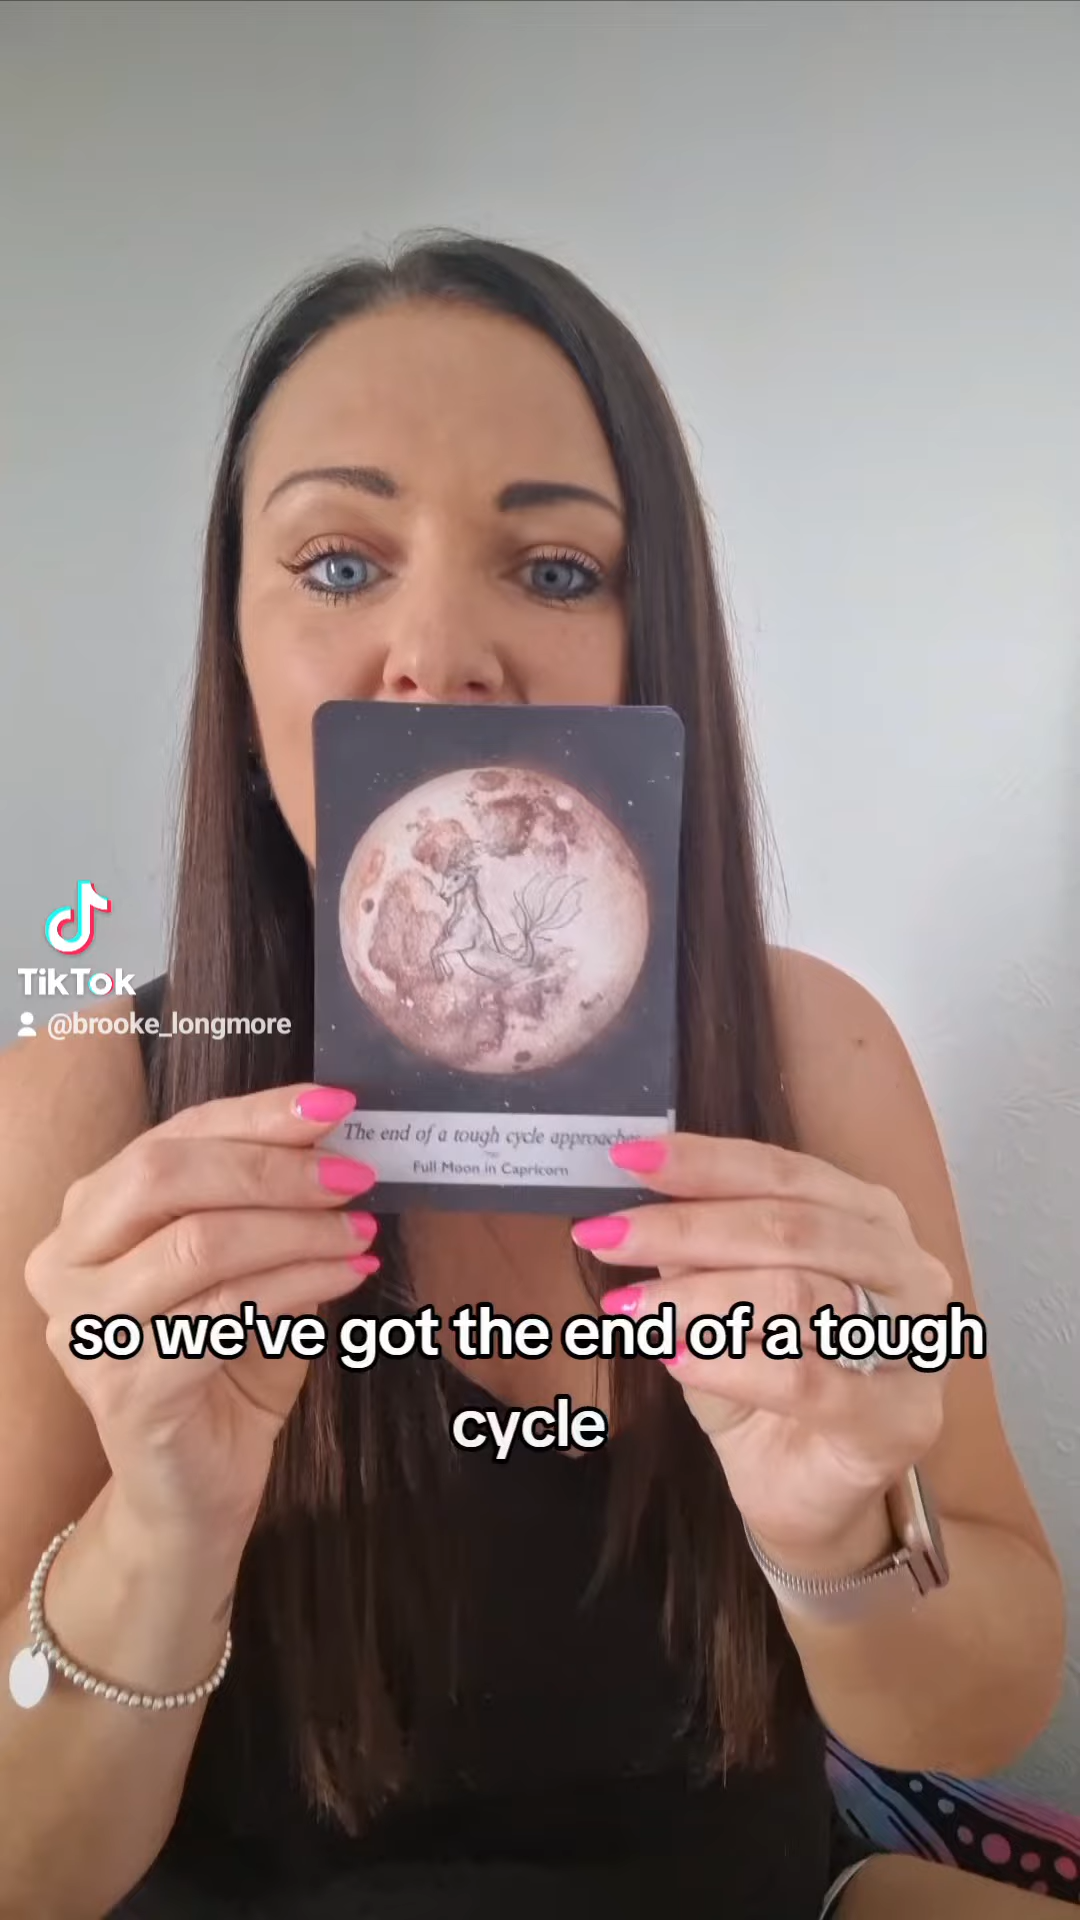 The end of a tough cycle approaches
Full Moon in Capricorn
TikTok
@brooke_longmore
so we've got the end of a tough
cycle